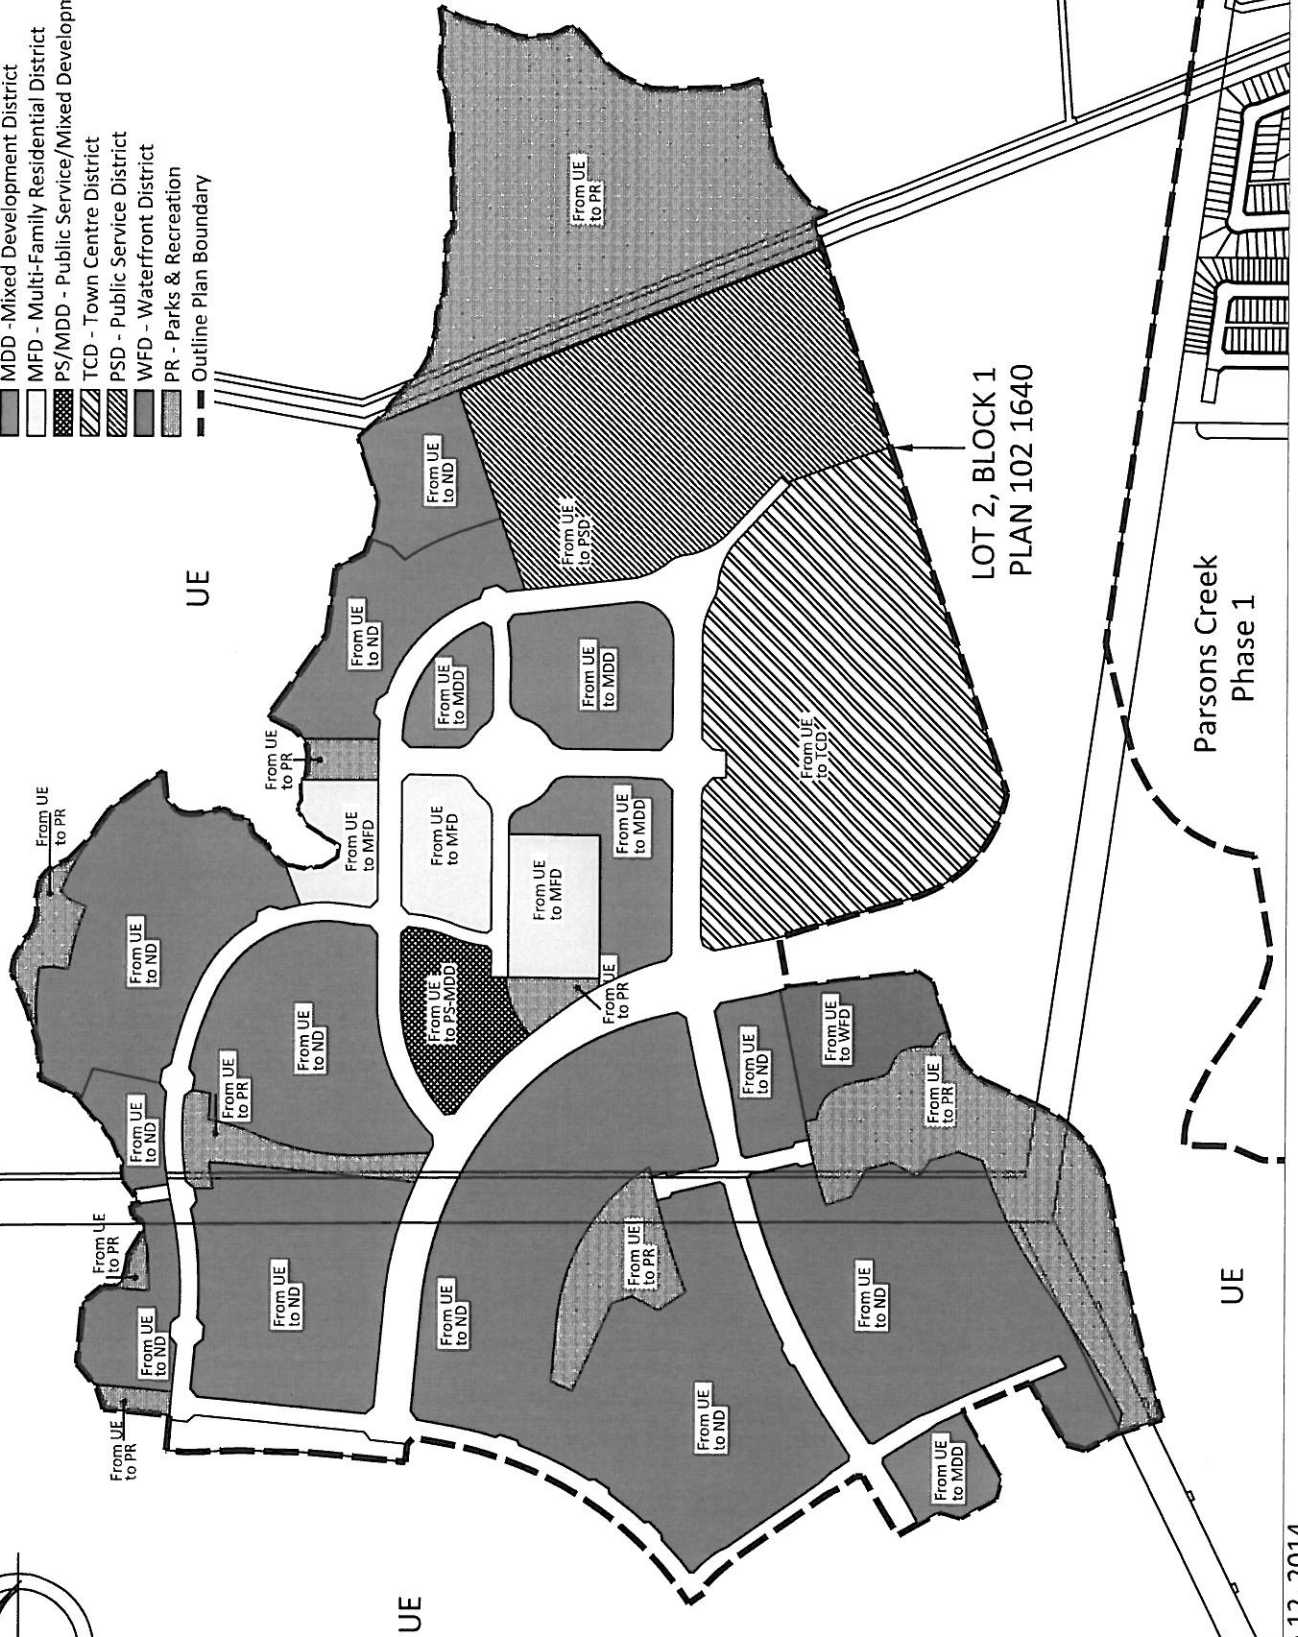 MDD -Mixed Development District
MFD - Multi-Family Residential District
PS/MDD - Public Service/Mixed
TCD - Town Centre District
PSD - Public Service District
WFD - Waterfront District
PR - Parks & Recreation
Outline Plan Boundary
From UE
to PR
From UE
to PR
From UE
to PR
From UE
to ND
From UE
to ND
From UE
to ND
UE
From UE
to PR
From UE
to PR
From UE
to ND
From UE
to ND
From UE
to MFD
From UE
to ND
UE
From UE
to ND
From UE
to PS-MDD
From UE
to MFD
From UE
to MDD
From UE
to ND
From UE
to MFD
From UE
to PSD
From UE
to PR
From UE
to MDD
From UE
to PR
From UE
to MDD
From UE
to PR
From UE
to ND
From UE
to ND
From UE
to TCD
From UE
to WFD
From UE
to ND
From UE
to PR
From UE
to MDD
LOT 2, BLOCK 1
PLAN 102 1640
Parsons Creek
Phase 1
UE
12, 2014